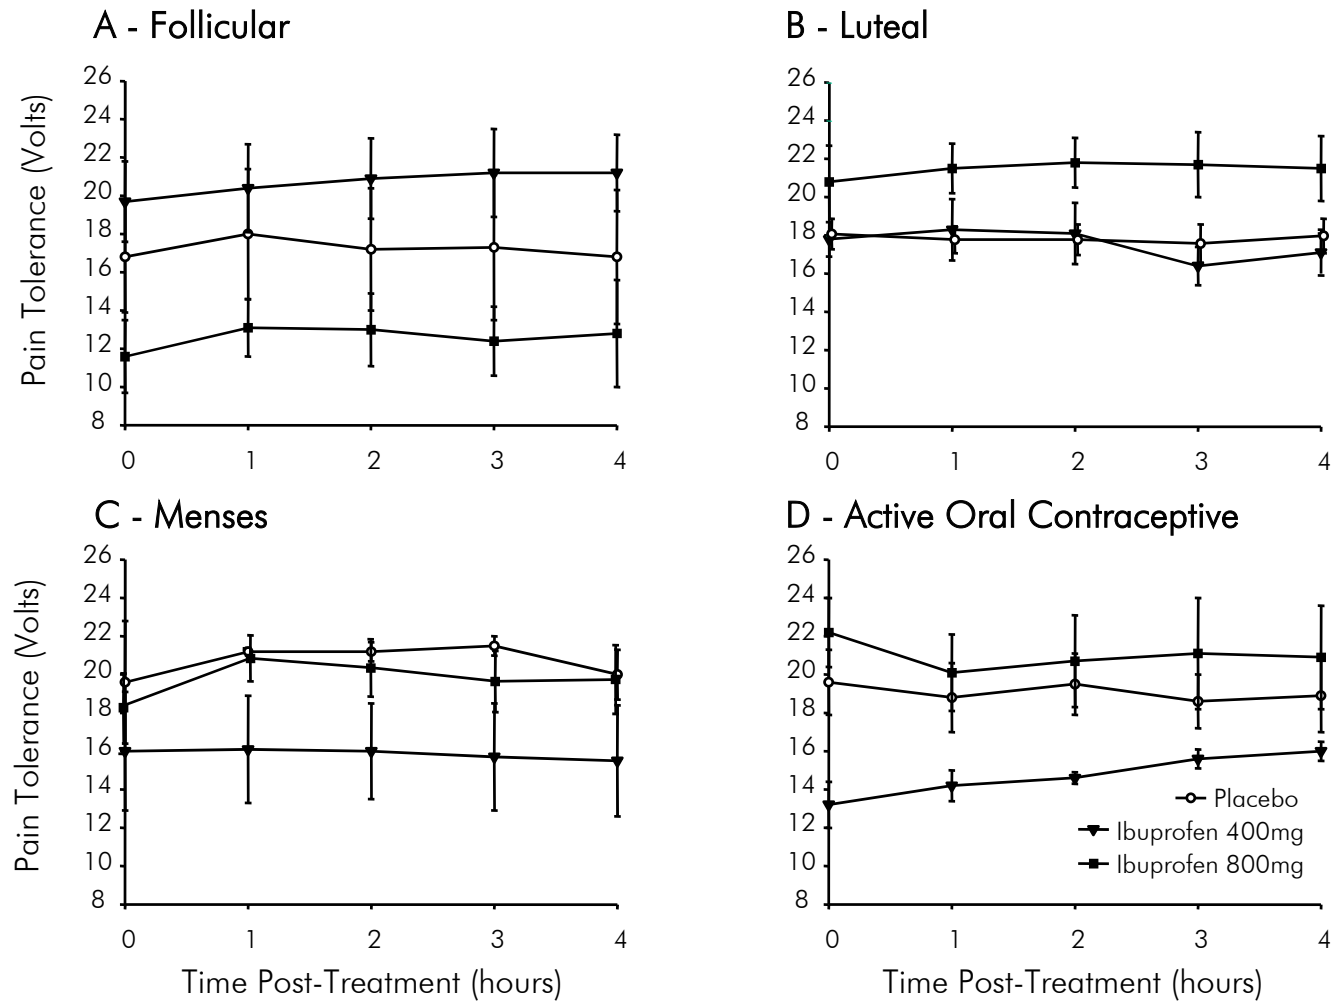 A - Follicular
26
24
22
20
18
16
14
12
10
8
Pain Tolerance (Volts)
0 1 2 3 4
B - Luteal
26
24
22
20
18
16
14
12
10
8
0 1 2 3 4
C - Menses
26
24
22
20
18
16
14
12
10
8
Pain Tolerance (Volts)
0 1 2 3 4
Time Post-Treatment (hours)
D - Active Oral Contraceptive
26
24
22
20
18
16
14
12
10
8
Placebo
Ibuprofen 400mg
Ibuprofen 800mg
0 1 2 3 4
Time Post-Treatment (hours)